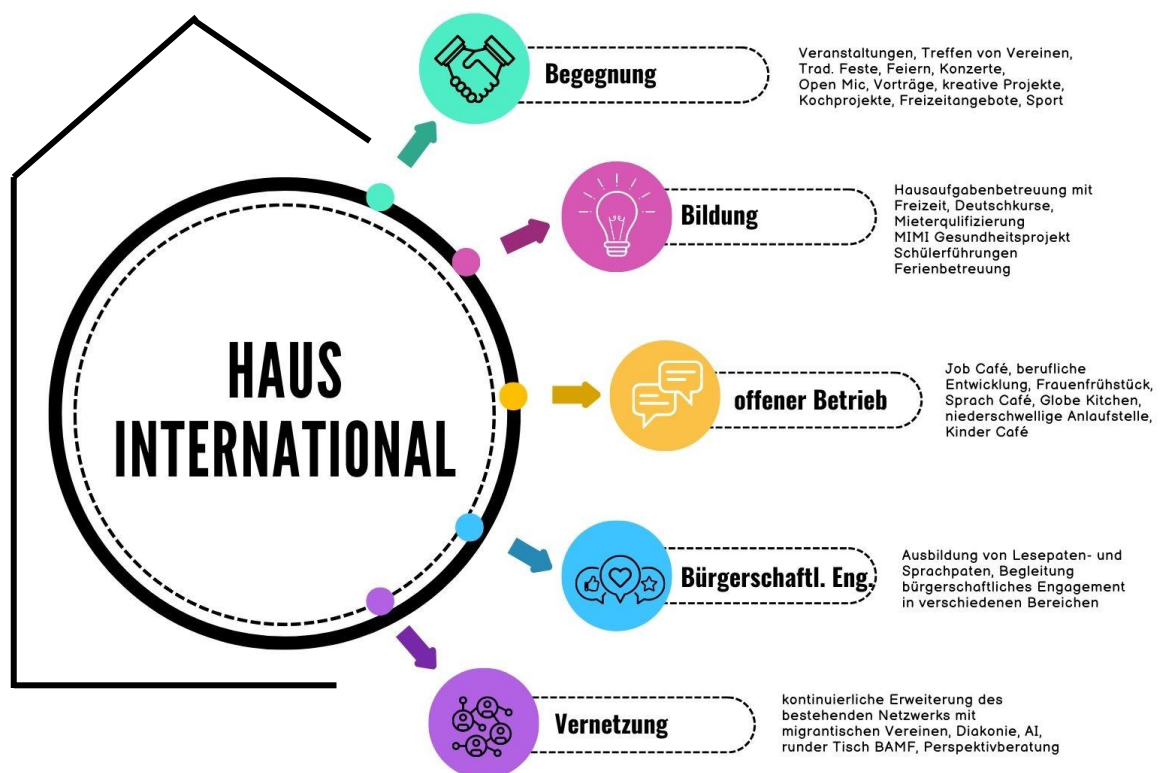 HAUS
INTERNATIONAL
Begegnung
Veranstaltungen, Treffen von Vereinen,
Trad. Feste, Feiern, Konzerte,
Open Mic, Vorträge, kreative Projekte,
Kochprojekte, Freizeitangebote, Sport
Bildung
Hausaufgabenbetreuung mit
Freizeit, Deutschkurse,
Mieterqulifizierung
MIMI Gesundheitsprojekt
Schülerführungen
Ferienbetreuung
offener Betrieb
Job Café, berufliche
Entwicklung, Frauenfrühstück,
Sprach Café, Globe Kitchen,
niederschwellige Anlaufstelle,
Kinder Café
Bürgerschaftl. Eng.
Ausbildung von Lesepaten- und
Sprachpaten, Begleitung
bürgerschaftliches Engagement
in verschiedenen Bereichen
Vernetzung
kontinuierliche Erweiterung des
bestehenden Netzwerks mit
migrantischen Vereinen, Diakonie, AI,
runder Tisch BAMF, Perspektivberatung